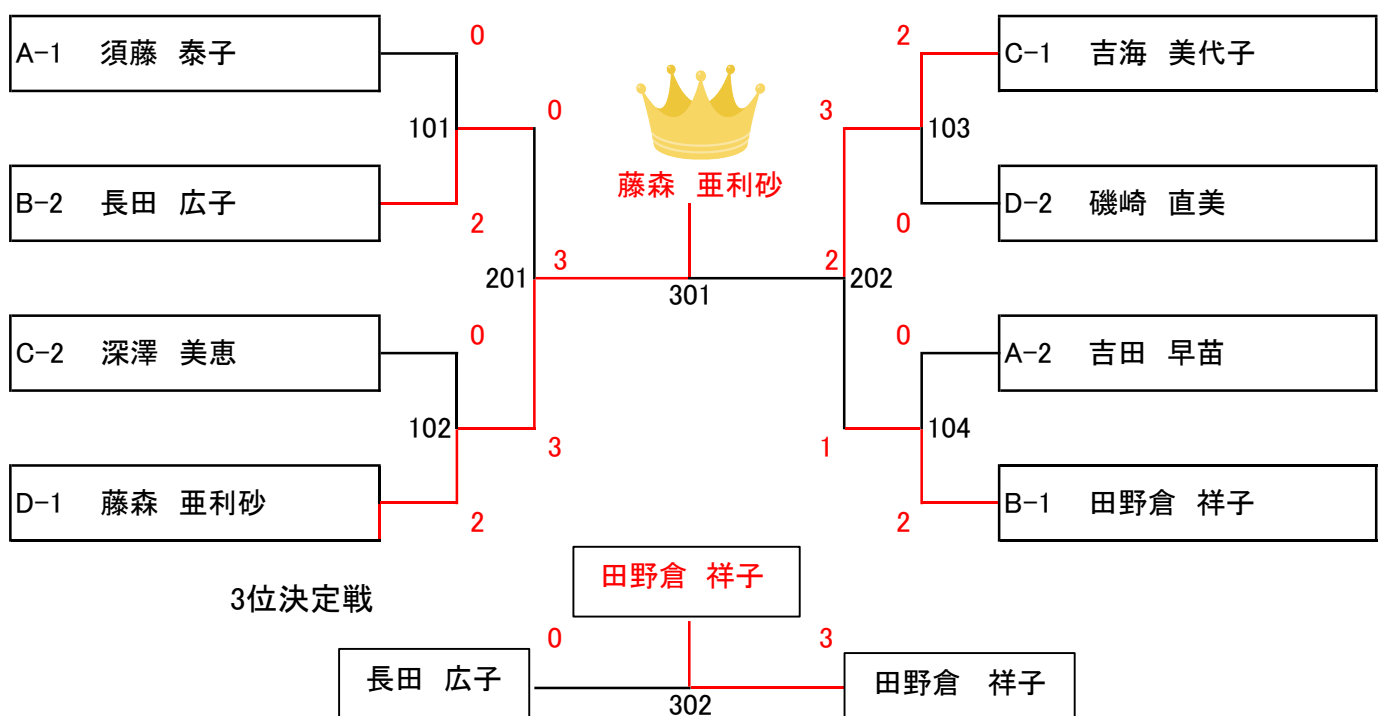 0
2
A-1 須藤 泰子
C-1 吉海 美代子
0
3
101
103
藤森 亜利砂
B-2 長田 広子
D-2 磯崎 直美
2
0
3
2
201
202
301
0
0
C-2 深澤 美恵
A-2 吉田 早苗
102
104
3
1
D-1 藤森 亜利砂
B-1 田野倉 祥子
2
2
田野倉 祥子
3位決定戦
0
3
長田 広子
田野倉 祥子
302